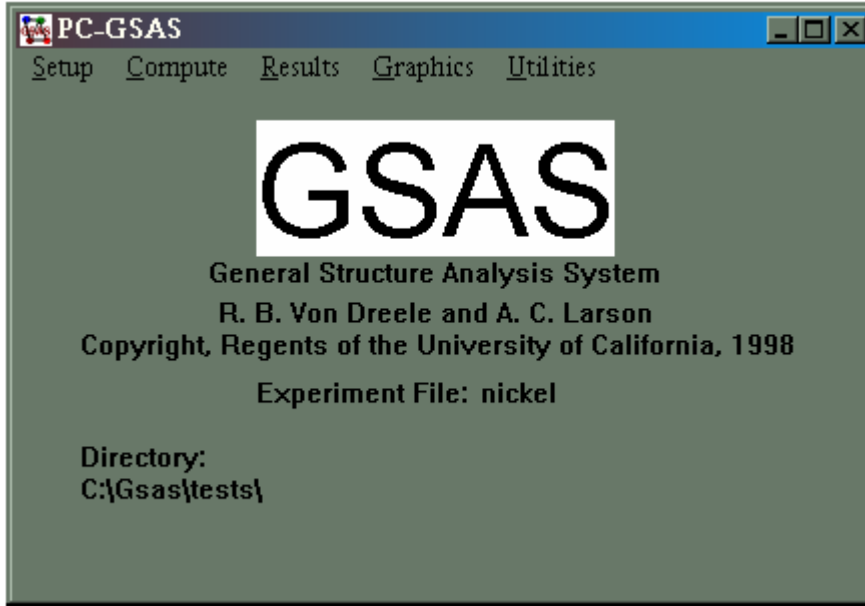 PC-GSAS
Setup Compute Results Graphics Utilities
GSAS
General Structure Analysis System
R. B. Von Dreele and A. C. Larson
Copyright, Regents of the University of California, 1998
Experiment File: nickel
Directory:
C:\Gsas\tests\